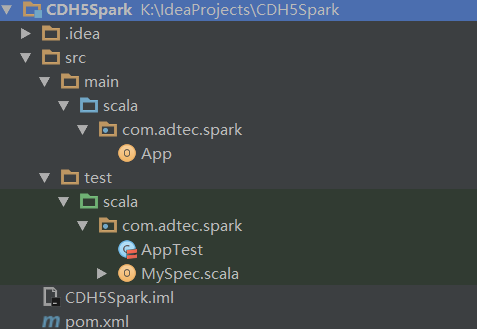 CDH5Spark K:\IdeaProjects\CDH5Spark
.idea
src
main
scala
com.adtec.spark
App
test
scala
com.adtec.spark
AppTest
MySpec.scala
CDH5Spark.iml
pom.xml